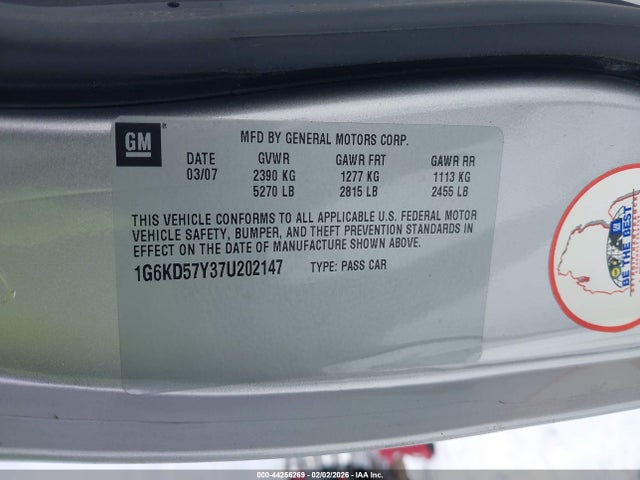 GM
MFD BY GENERAL MOTORS CORP.
DATE GVWR GAWR FRT GAWR RR
03/07 2390 KG 1277 KG 1113 KG
5270 LB 2815 LB 2455 LB
THIS VEHICLE CONFORMS TO ALL APPLICABLE U.S. FEDERAL MOTOR
VEHICLE SAFETY, BUMPER, AND THEFT PREVENTION STANDARDS IN
EFFECT ON THE DATE OF MANUFACTURE SHOWN ABOVE.
1G6KD57Y37U202147 TYPE: PASS CAR
BE THE BEST
000-44256269 - 02/02/2026 - IAAI.COM